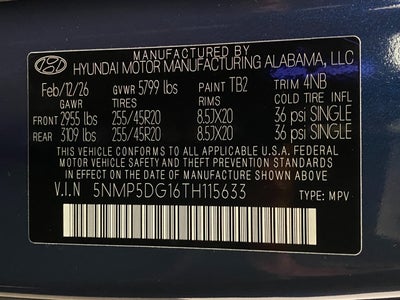 HYUNDAI MOTOR MANUFACTURING ALABAMA, LLC
Feb/12/26 GVWR 5799 lbs PAINT TB2 TRIM 4NB
GAWR TIRES RIMS COLD TIRE INFL
FRONT 2955 lbs 255/45R20 8.5JX20 36 psi SINGLE
REAR 3109 lbs 255/45R20 8.5JX20 36 psi SINGLE
THIS VEHICLE CONFORMS TO ALL APPLICABLE U.S.A FEDERAL
MOTOR VEHICLE SAFETY, BUMPER, AND THEFT PREVENTION
STANDARDS IN EFFECT ON THE DATE OF MANUFACTURE SHOWN ABOVE.
V.I.N 5NMP5DG16TH115633 TYPE: MPV